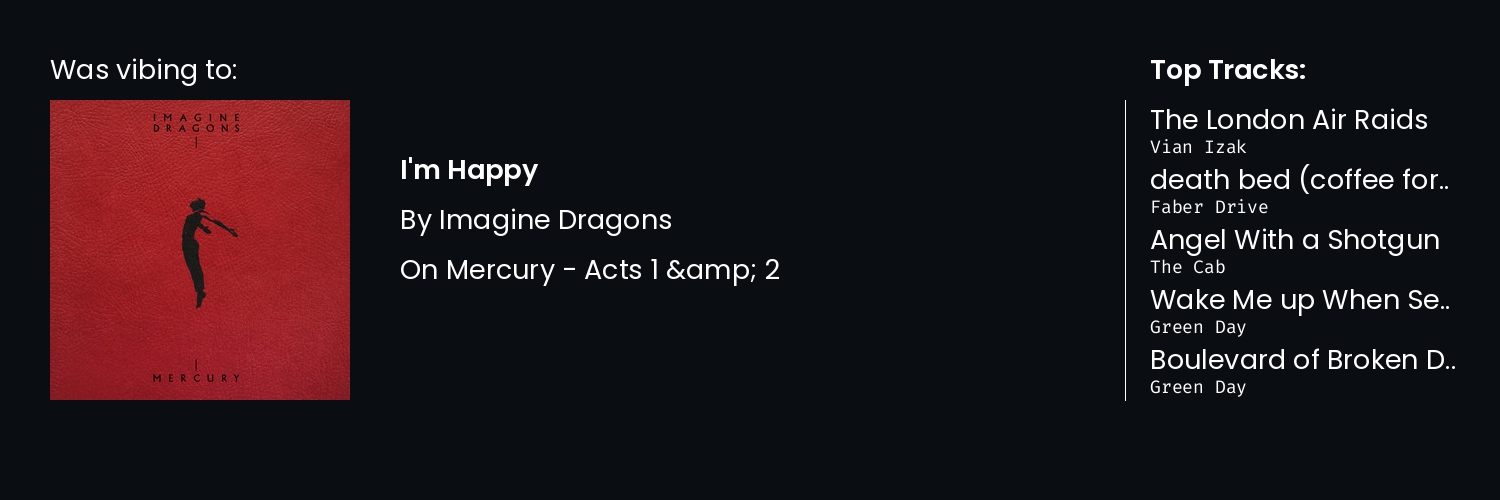 Was vibing to:
IMAGINE
DRAGONS
MERCURY
I'm Happy
By Imagine Dragons
On Mercury - Acts 1 &amp; 2
Top Tracks:
The London Air Raids
Vian Izak
death bed (coffee for..
Faber Drive
Angel With a Shotgun
The Cab
Wake Me up When Se..
Green Day
Boulevard of Broken D..
Green Day